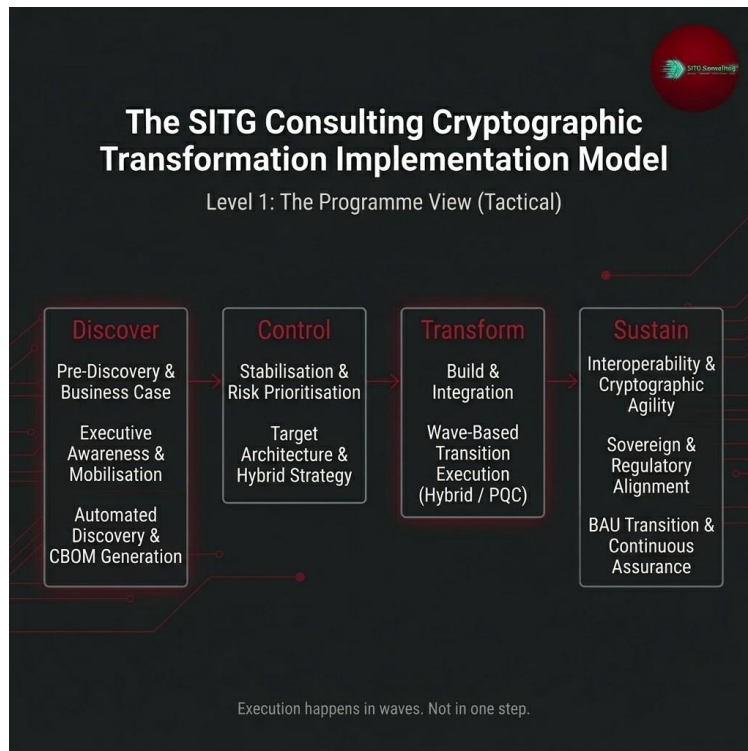 SITG Consulting
The SITG Consulting Cryptographic
Transformation Implementation Model
Level 1: The Programme View (Tactical)
Discover
Pre-Discovery &
Business Case
Executive
Awareness &
Mobilisation
Automated
Discovery &
CBOM Generation
Control
Stabilisation &
Risk Prioritisation
Target
Architecture &
Hybrid Strategy
Transform
Build &
Integration
Wave-Based
Transition
Execution
(Hybrid / PQC)
Sustain
Interoperability &
Cryptographic
Agility
Sovereign &
Regulatory
Alignment
BAU Transition &
Continuous
Assurance
Execution happens in waves. Not in one step.